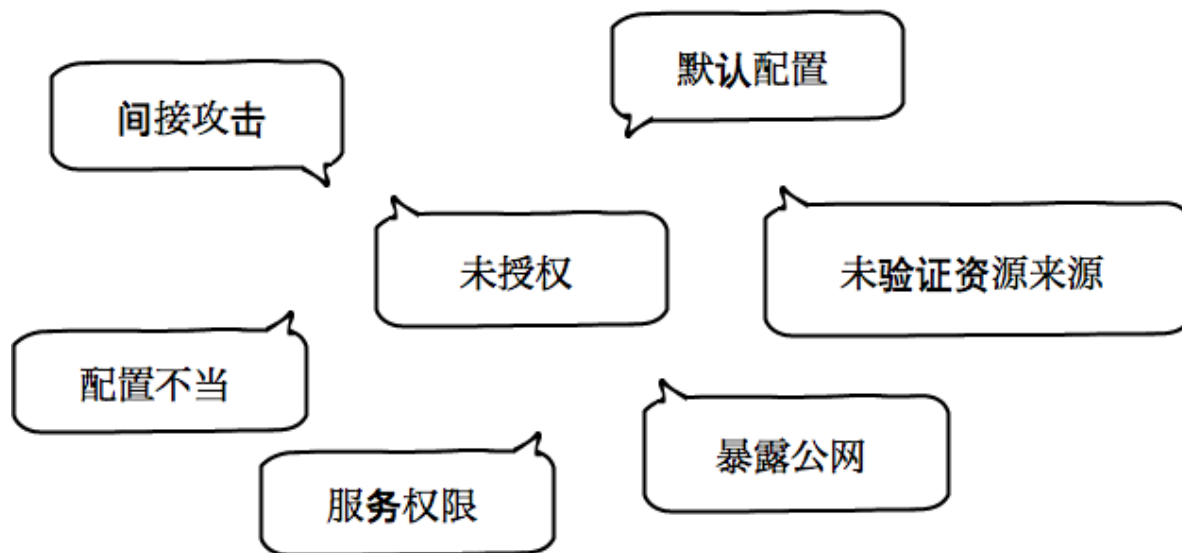 默认配置
间接攻击
未授权
未验证资源来源
配置不当
暴露公网
服务权限